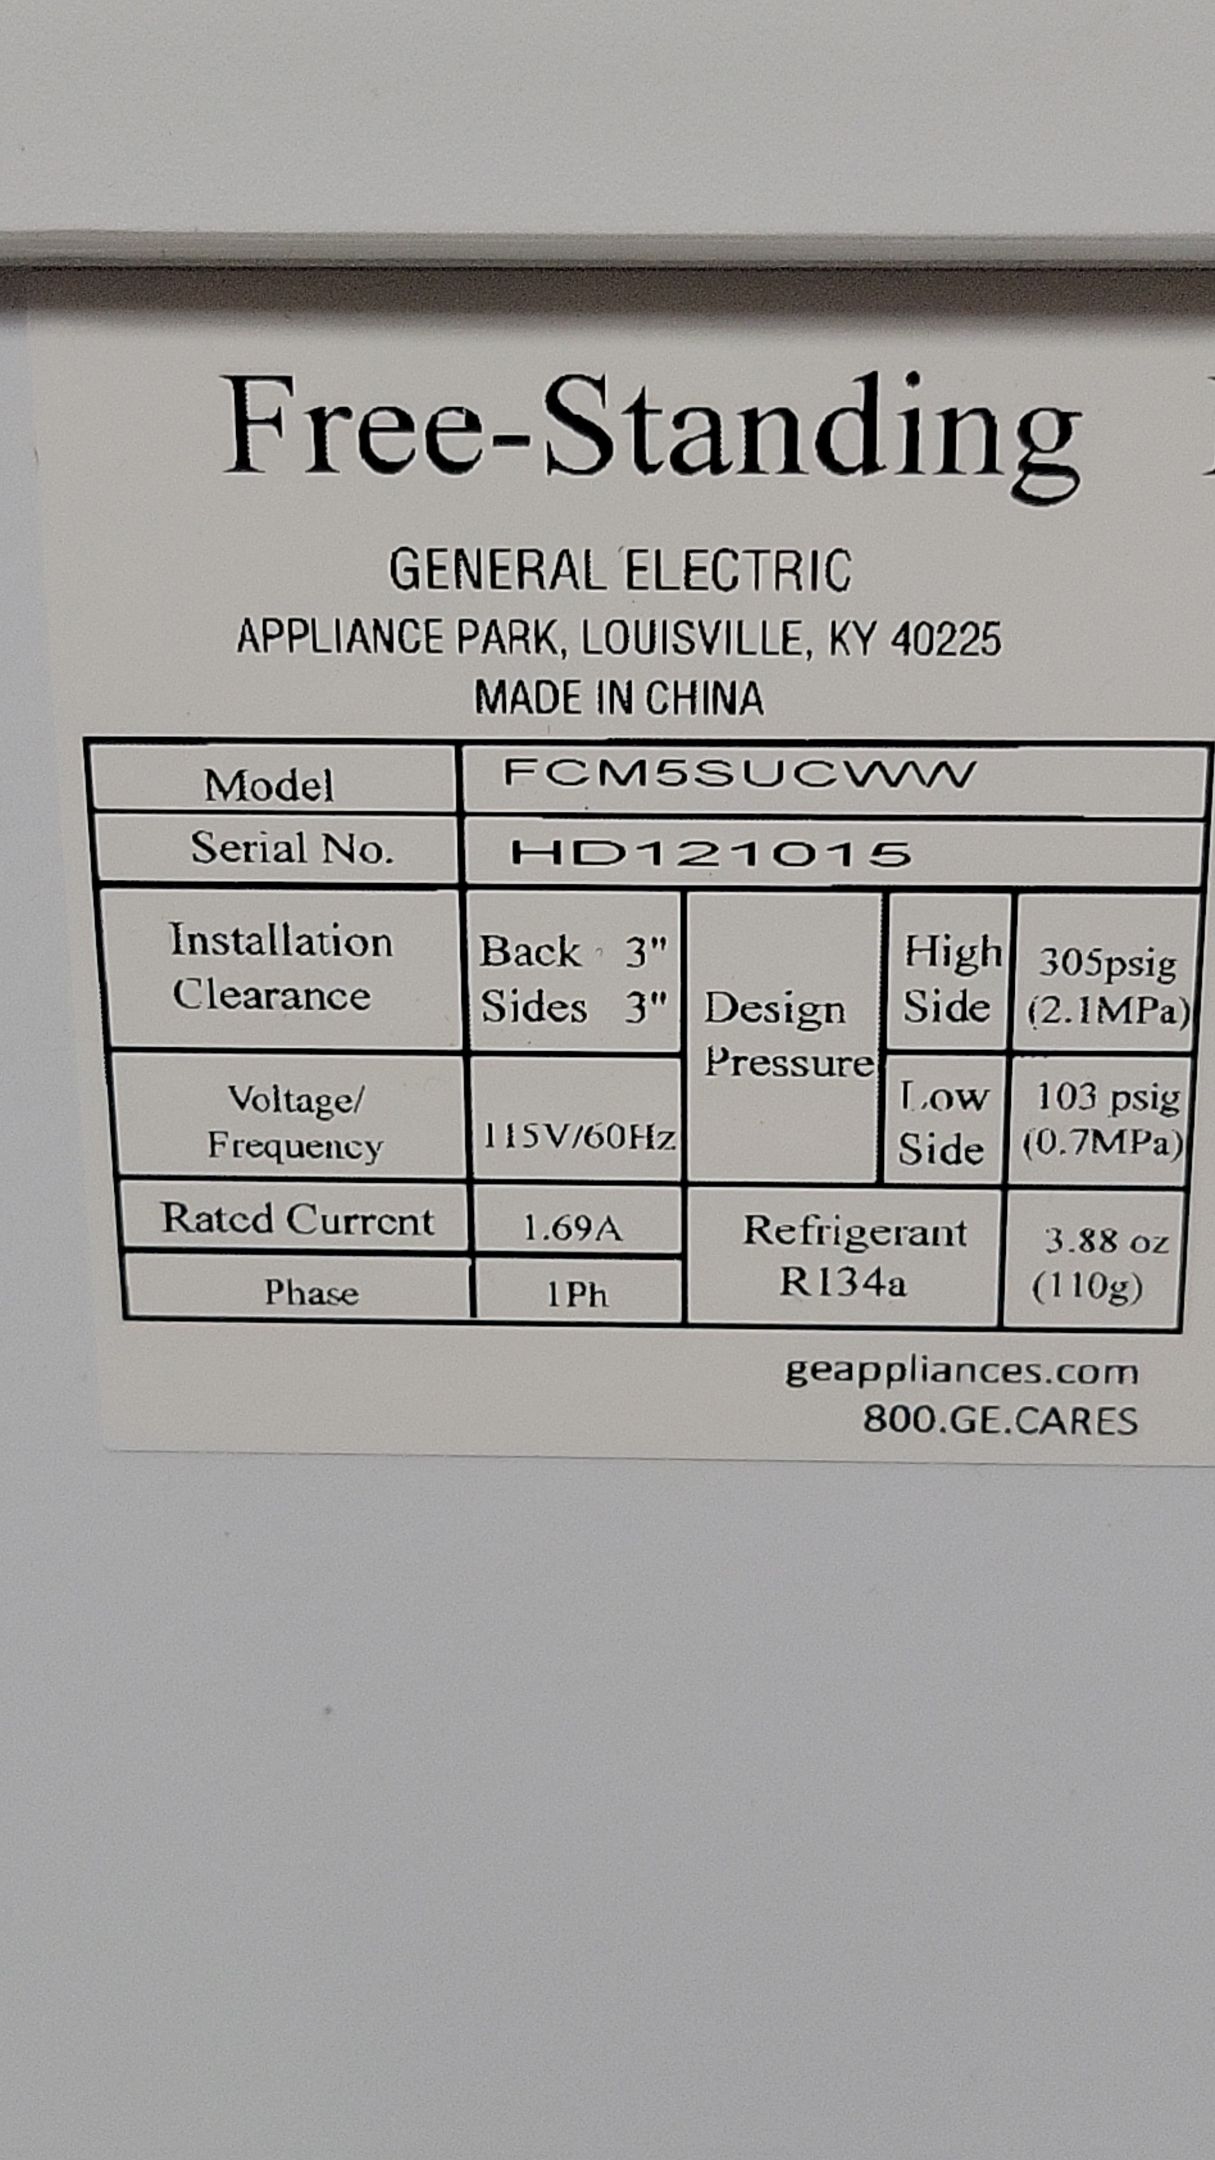 Free-Standing
GENERAL ELECTRIC
APPLIANCE PARK, LOUISVILLE, KY 40225
MADE IN CHINA
Model FCM5SUCWW
Serial No. HD121015
Installation Clearance
Back 3"
Sides 3"
Design Pressure
High Side
305psig
(2.1MPa)
Low Side
103 psig
(0.7MPa)
Voltage/
Frequency
115V/60Hz
Rated Current 1.69A
Phase 1Ph
Refrigerant
R134a
3.88 oz
(110g)
geappliances.com
800.GE.CARES